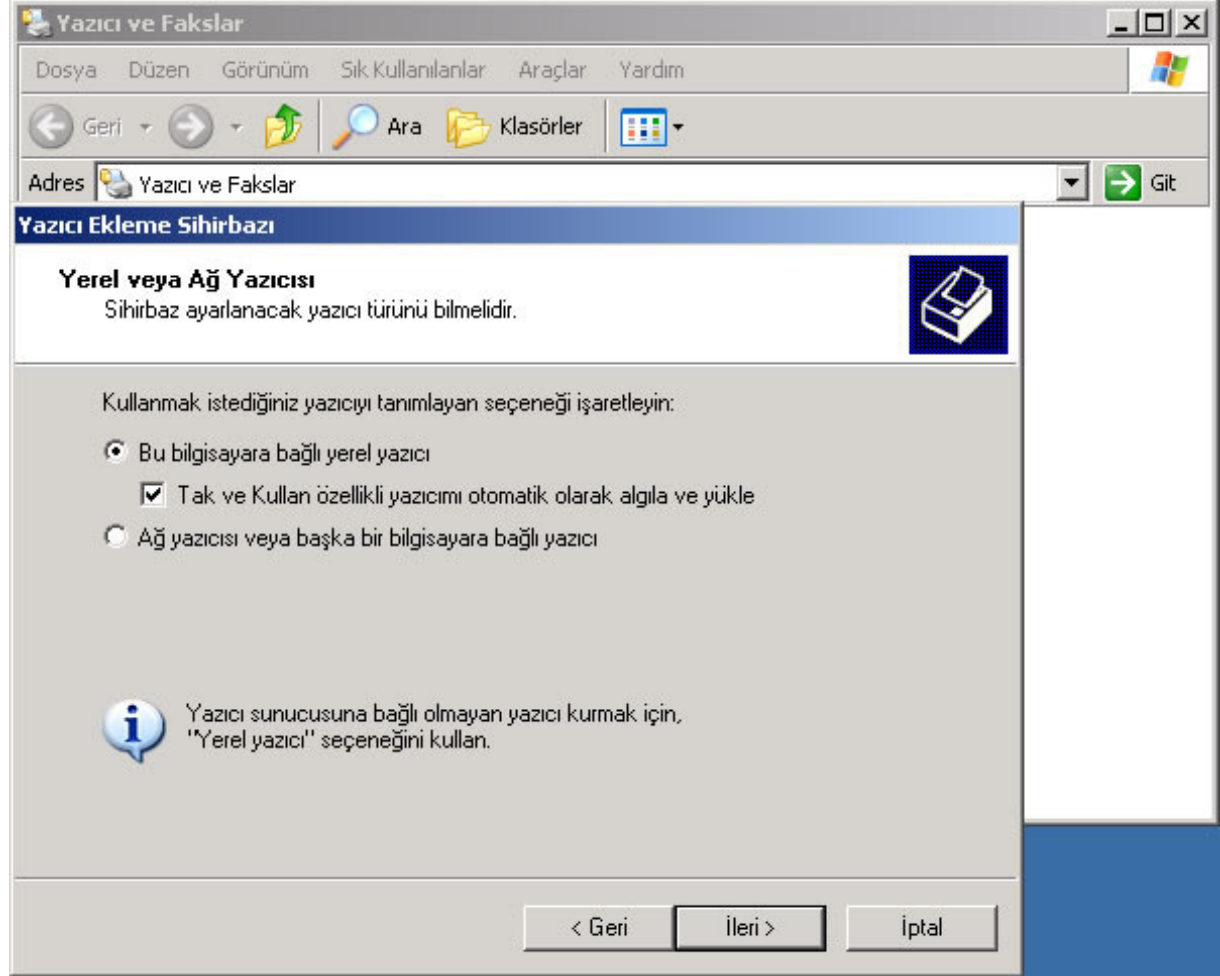 Yazıcı ve Fakslar
Dosya Düzen Görünüm Sık Kullanılanlar Araçlar Yardım
Geri Ara Klasörler
Adres Yazıcı ve Fakslar Git
Yazıcı Ekleme Sihirbazı
Yerel veya Ağ Yazıcısı
Sihirbaz ayarlanacak yazıcı türünü bilmelidir.
Kullanmak istediğiniz yazıcıyı tanımlayan seçeneği işaretleyin:
Bu bilgisayara bağlı yerel yazıcı
Tak ve Kullan özellikli yazıcımı otomatik olarak algıla ve yükle
Ağ yazıcısı veya başka bir bilgisayara bağlı yazıcı
Yazıcı sunucusuna bağlı olmayan yazıcı kurmak için,
"Yerel yazıcı" seçeneğini kullan.
< Geri İleri > İptal